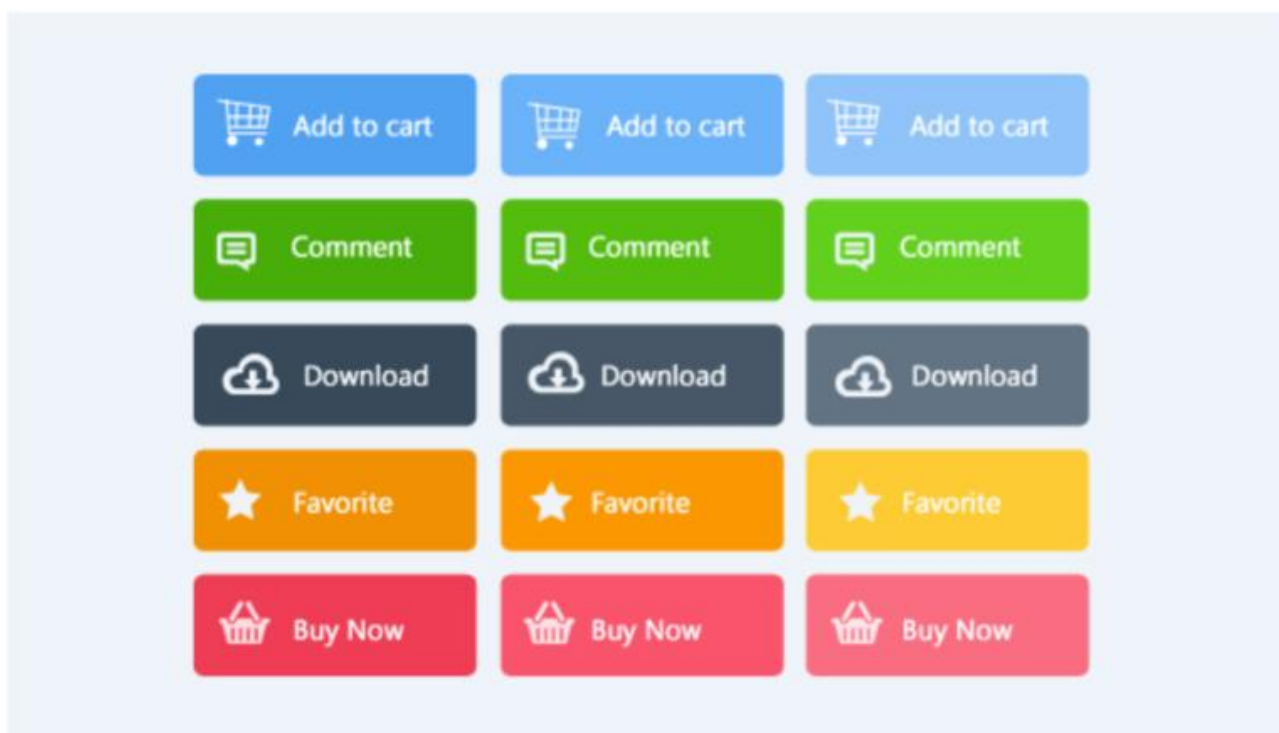 Add to cart Add to cart Add to cart
Comment Comment Comment
Download Download Download
Favorite Favorite Favorite
Buy Now Buy Now Buy Now